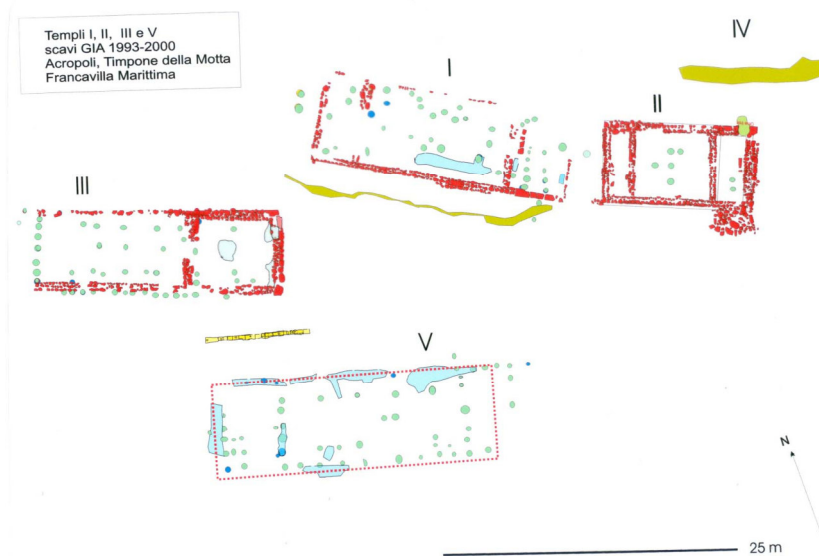 Templi I, II, III e V
scavi GIA 1993-2000
Acropoli, Timpone della Motta
Francavilla Marittima
IV
I
II
III
V
N
25 m